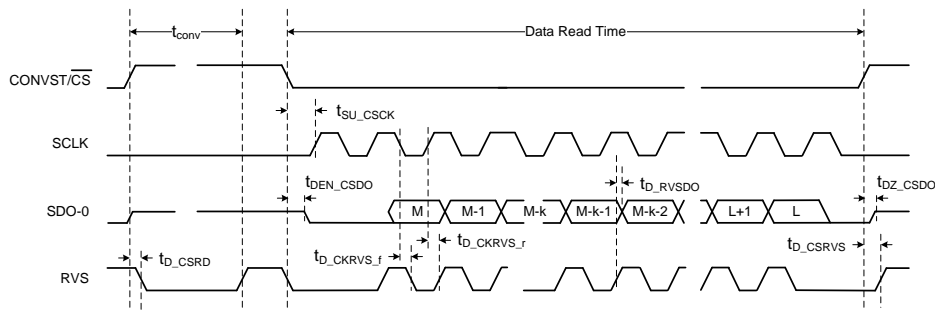 t_conv
Data Read Time
CONVST/CS
t_SU_CSCK
SCLK
t_DEN_CSDO
t_D_RVSDO
t_DZ_CSDO
SDO-0
M
M-1
M-k
M-k-1
M-k-2
L+1
L
t_D_CSRD
t_D_CKRVS_f
t_D_CKRVS_r
t_D_CSRVS
RVS